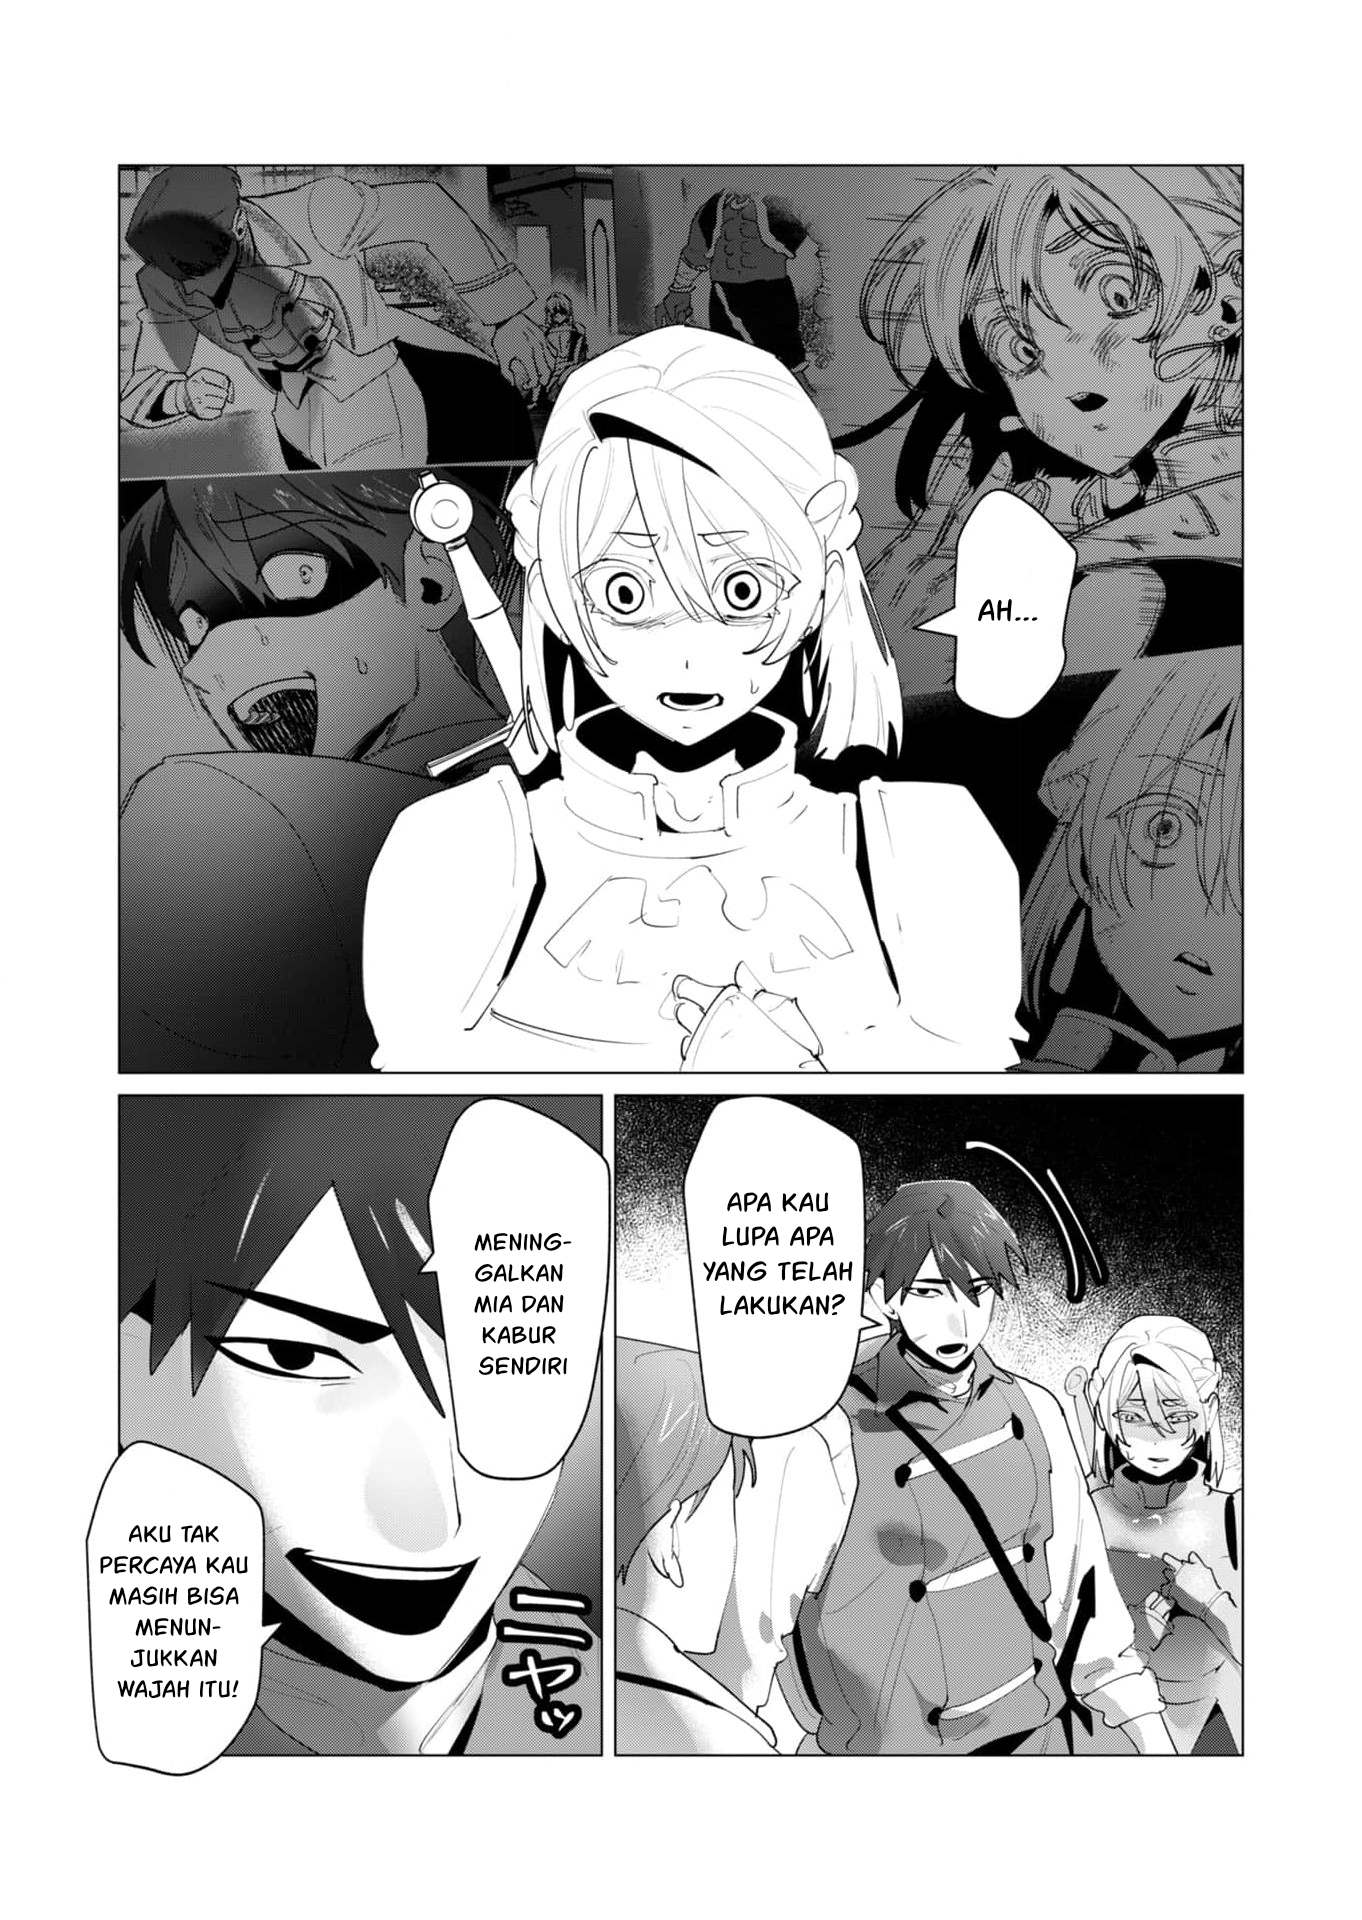 AH...
APA KAU
LUPA APA
YANG TELAH
LAKUKAN?
MENING-
GALKAN
MIA DAN
KABUR
SENDIRI
AKU TAK
PERCAYA KAU
MASIH BISA
MENUN-
JUKKAN
WAJAH ITU!
ニヤッ